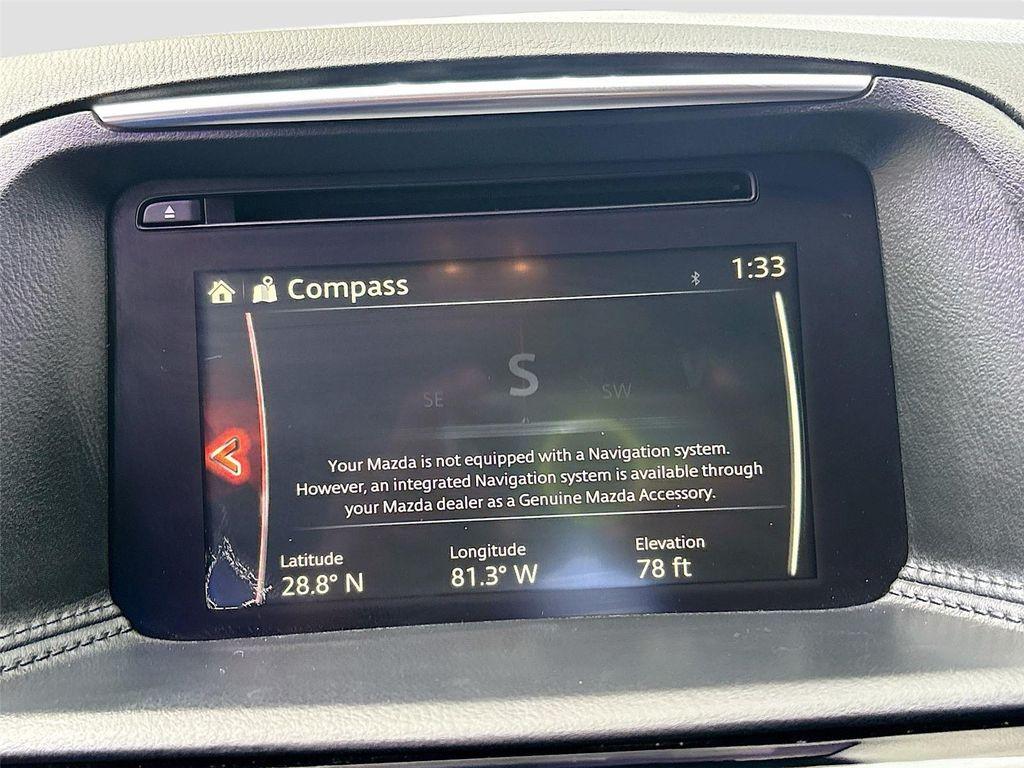 Compass
1:33
S
SE
SW
W
Your Mazda is not equipped with a Navigation system.
However, an integrated Navigation system is available through
your Mazda dealer as a Genuine Mazda Accessory.
Latitude Longitude Elevation
28.8° N 81.3° W 78 ft